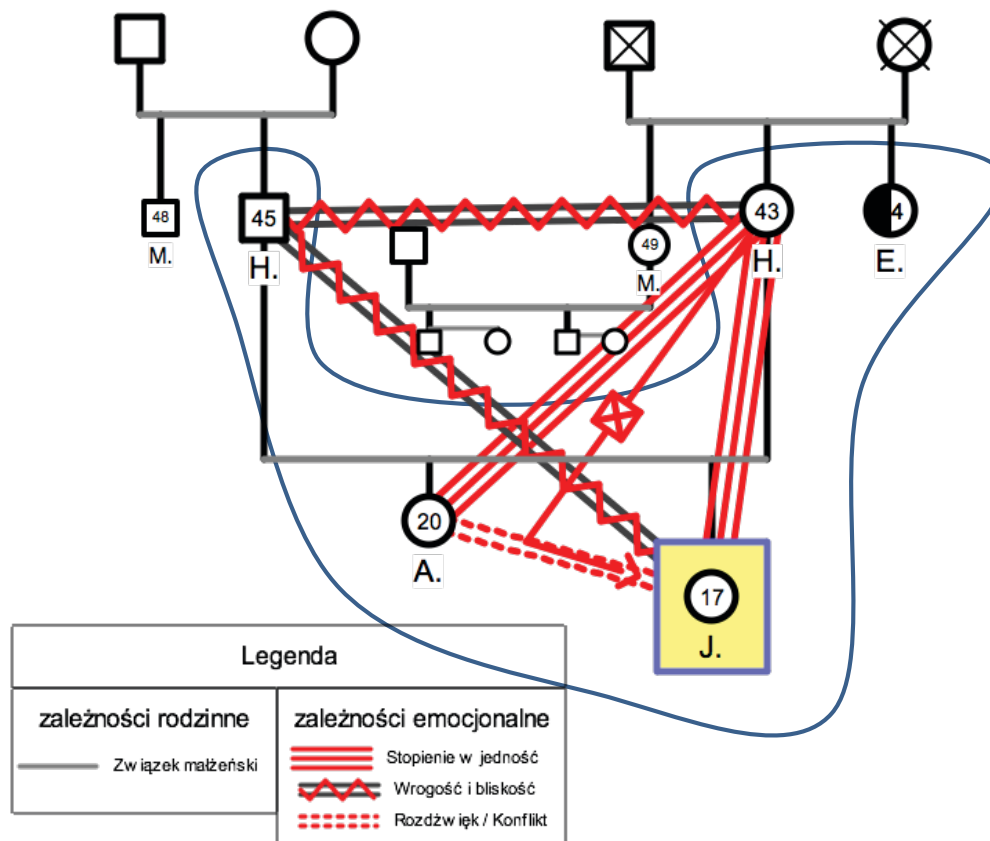 48
M.
45
H.
49
M.
43
H.
4
E.
20
A.
17
J.
Legenda
zależności rodzinne
Związek małżeński
zależności emocjonalne
Stopienie w jedność
Wrogość i bliskość
Rozdźwięk / Konflikt